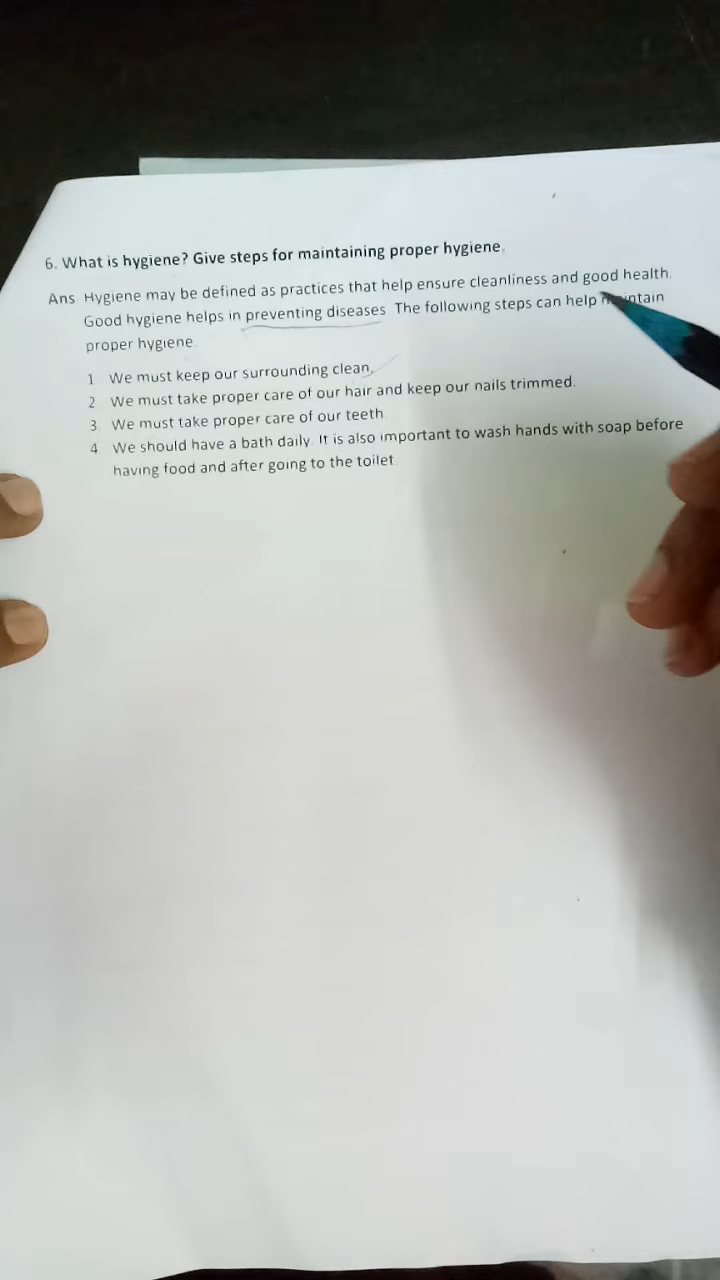 6. What is hygiene? Give steps for maintaining proper hygiene.
Ans. Hygiene may be defined as practices that help ensure cleanliness and good health.
Good hygiene helps in preventing diseases. The following steps can help maintain
proper hygiene.
1 We must keep our surrounding clean.
2 We must take proper care of our hair and keep our nails trimmed.
3. We must take proper care of our teeth.
4 We should have a bath daily. It is also important to wash hands with soap before
having food and after going to the toilet.